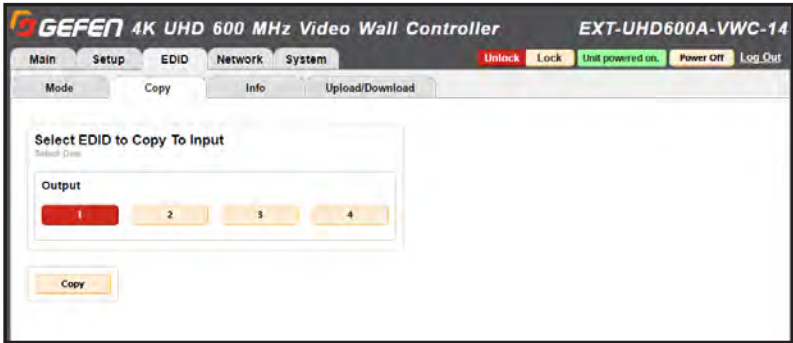 GEFEN 4K UHD 600 MHz Video Wall Controller EXT-UHD600A-VWC-14
Main Setup EDID Network System Unlock Lock Unit powered on. Power Off Log Out
Mode Copy Info Upload/Download
Select EDID to Copy To Input
Select One
Output
1 2 3 4
Copy